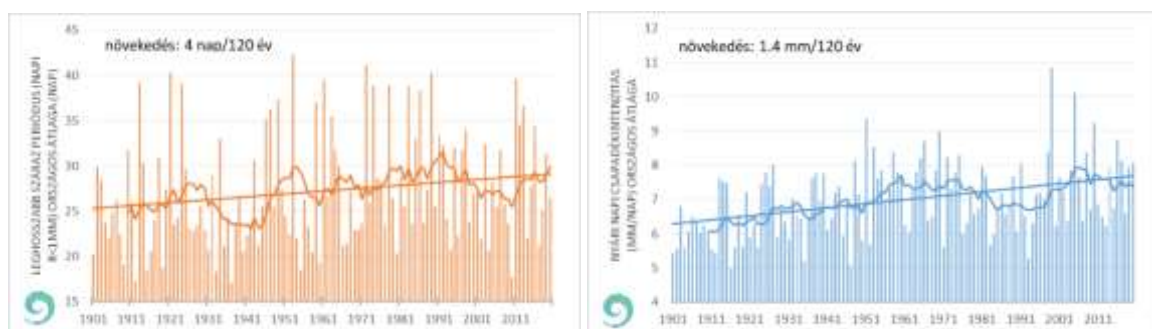 45
40
35
30
25
20
15
LEGHOSSZABB SZÁRAZ PERIÓDUS (NAP)
R<1 MM) ORSZÁGOS ÁTLAGA (NAP)
növekedés: 4 nap/120 év
1901 1911 1921 1931 1941 1951 1961 1971 1981 1991 2001 2011
12
11
10
9
8
7
6
5
4
NYÁRI NAPI CSAPADÉKINTENZITÁS
(MM/NAP) ORSZÁGOS ÁTLAGA
növekedés: 1.4 mm/120 év
1901 1911 1921 1931 1941 1951 1961 1971 1981 1991 2001 2011